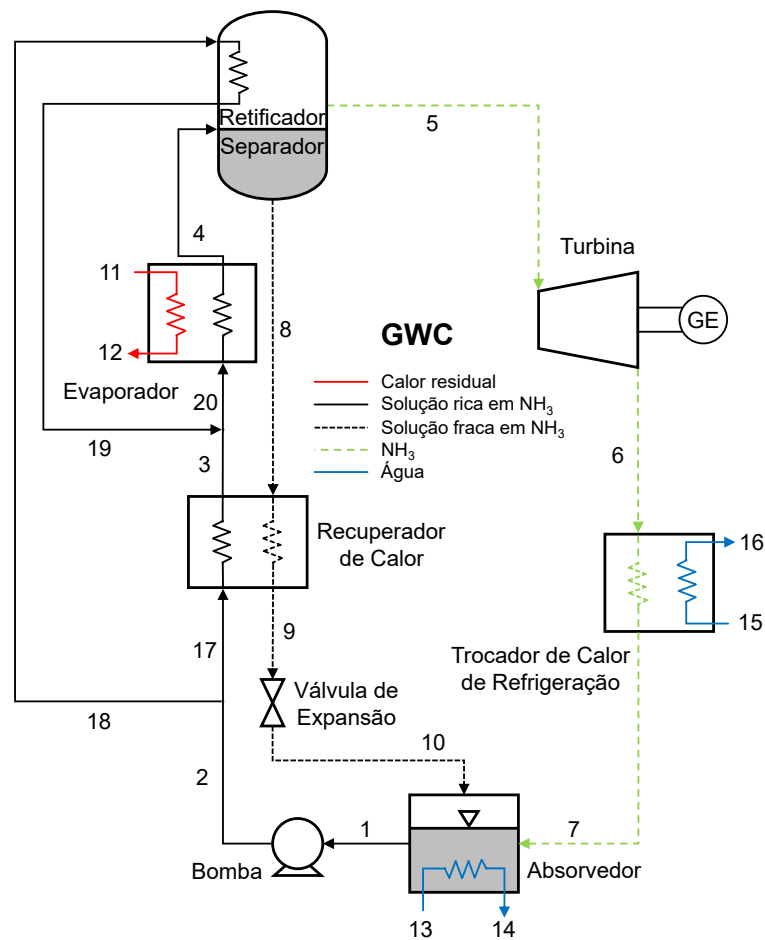 Retificador
Separador
5
4
Turbina
11
12
8
GE
Evaporador
20
GWC
Calor residual
Solução rica em NH₃
Solução fraca em NH₃
NH₃
Água
19
3
6
Recuperador
de Calor
16
15
17
9
Trocador de Calor
de Refrigeração
Válvula de
Expansão
18
10
2
1
7
Bomba
Absorvedor
13
14